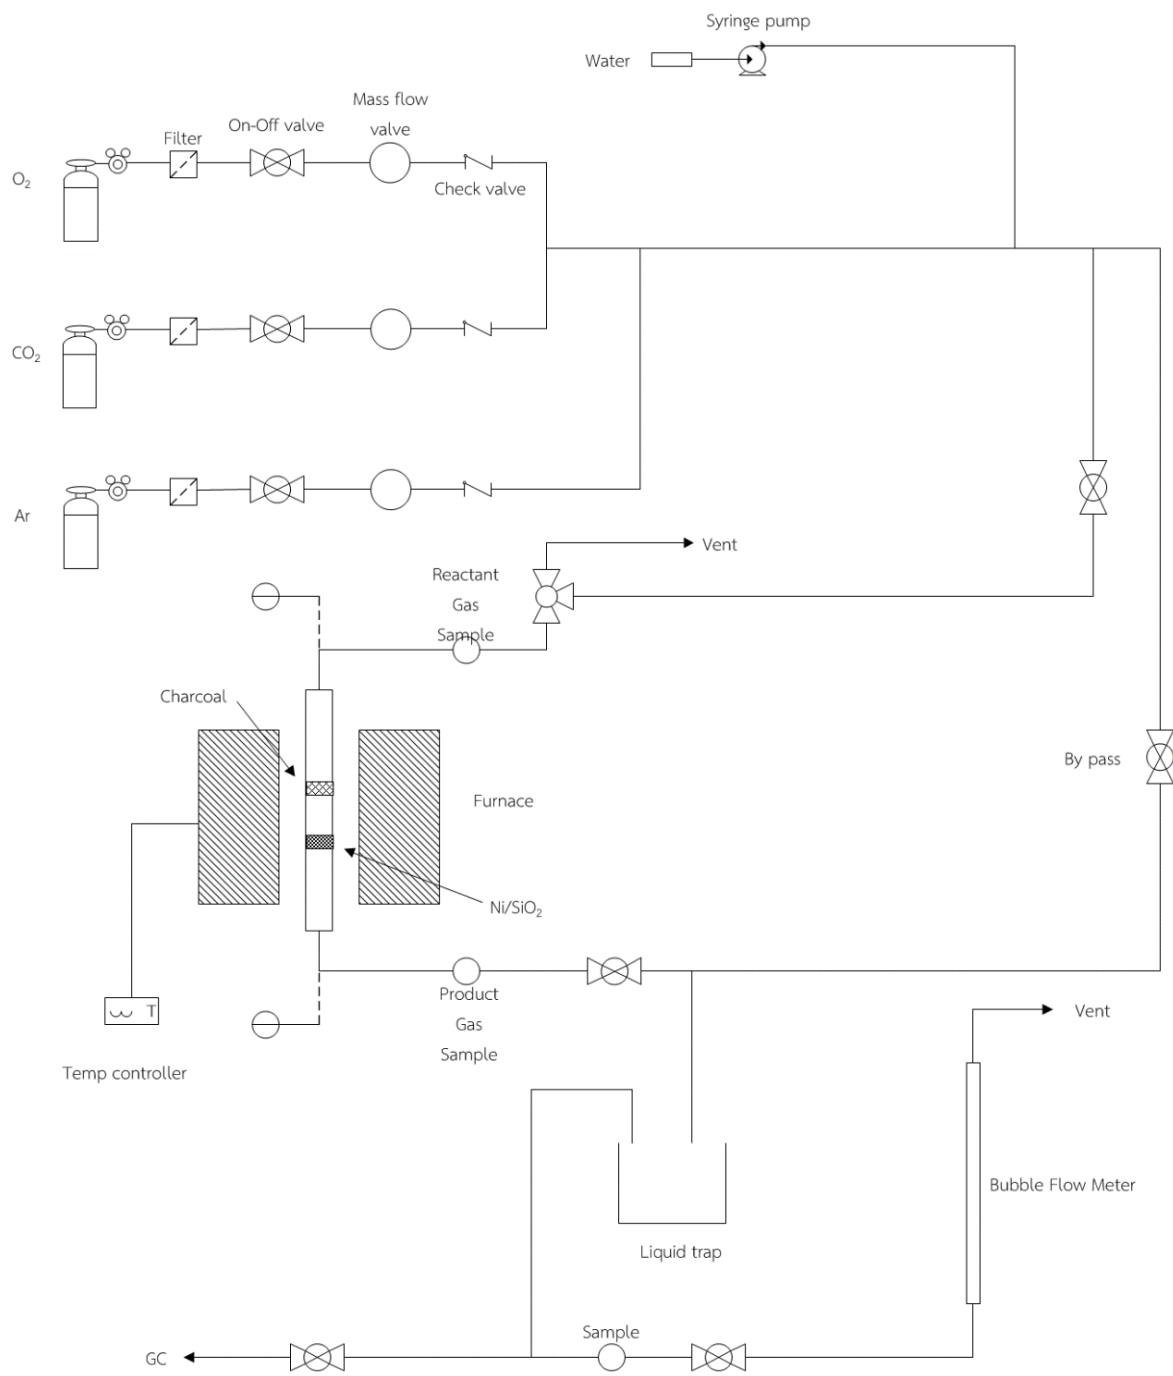 Syringe pump
Water
Mass flow
valve
On-Off valve
Filter
O₂
Check valve
CO₂
Ar
Vent
Reactant
Gas
Sample
Charcoal
By pass
Furnace
Ni/SiO₂
Product
Gas
Sample
T
Vent
Temp controller
Bubble Flow Meter
Liquid trap
Sample
GC